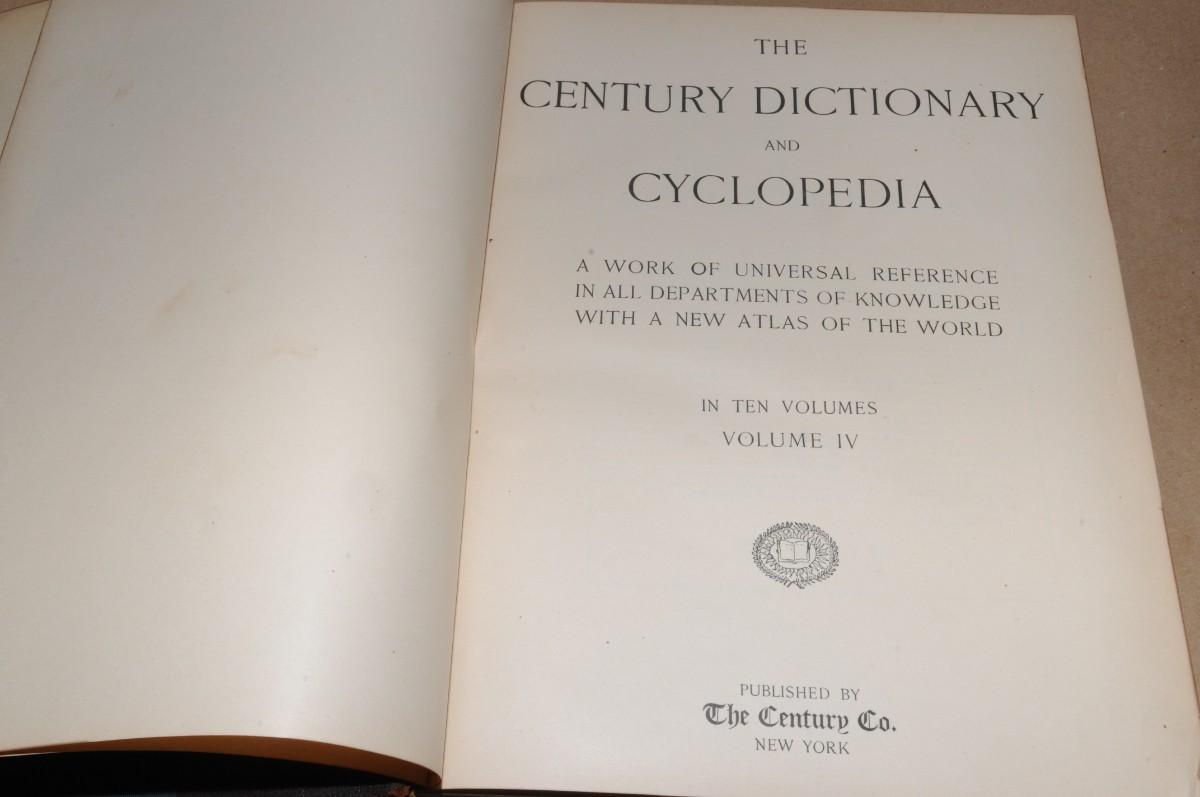 THE
CENTURY DICTIONARY
AND
CYCLOPEDIA
A WORK OF UNIVERSAL REFERENCE
IN ALL DEPARTMENTS OF KNOWLEDGE
WITH A NEW ATLAS OF THE WORLD
IN TEN VOLUMES
VOLUME IV
PUBLISHED BY
The Century Co.
NEW YORK